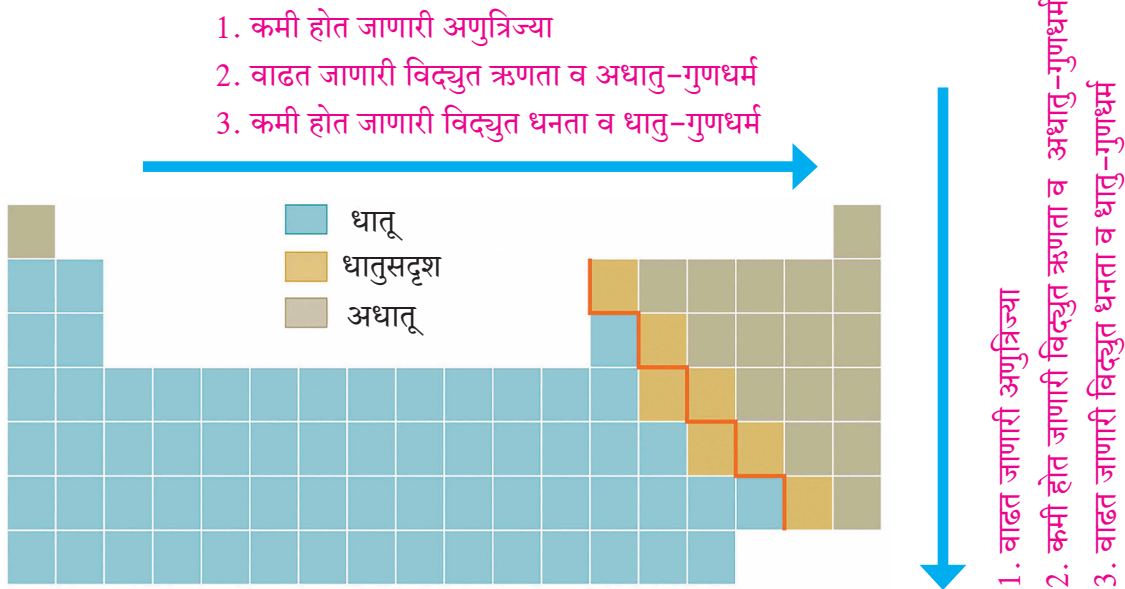 1. कमी होत जाणारी अणुत्रिज्या
2. वाढत जाणारी विद्युत ऋणता व अधातु-गुणधर्म
3. कमी होत जाणारी विद्युत धनता व धातु-गुणधर्म
धातू
धातुसदृश
अधातू
1. वाढत जाणारी अणुत्रिज्या
2. कमी होत जाणारी विद्युत ऋणता व अधातु-गुणधर्म
3. वाढत जाणारी विद्युत धनता व धातु-गुणधर्म